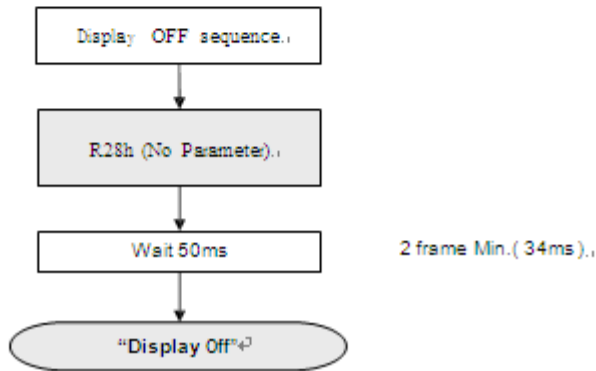 Display OFF sequence.
R28h (No Parameter).
Wait 50ms
2 frame Min.( 34ms).
“Display Off”↵